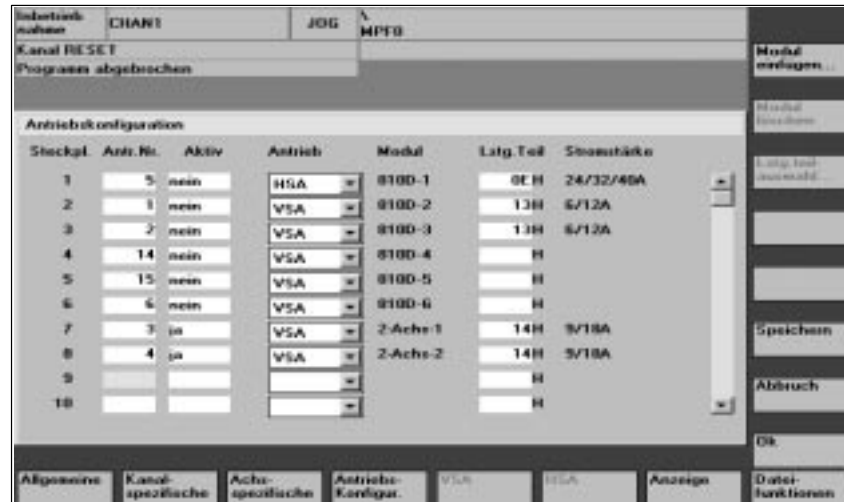 Inbetrieb-
nahme CHAN1 JOG \
MPF0
Kanal RESET
Programm abgebrochen
Modul
einfügen...
Modul
löschen
Lstg.teil-
auswahl...
Antriebskonfiguration
Steckpl. Antr.Nr. Aktiv Antrieb Modul Lstg.Teil Stromstärke
1 5 nein HSA 810D-1 0EH 24/32/40A
2 1 nein VSA 810D-2 13H 6/12A
3 2 nein VSA 810D-3 13H 6/12A
4 14 nein VSA 810D-4 H
5 15 nein VSA 810D-5 H
6 6 nein VSA 810D-6 H
7 3 ja VSA 2-Achs-1 14H 9/18A
8 4 ja VSA 2-Achs-2 14H 9/18A
9 H
10 H
Speichern
Abbruch
Ok
Allgemeine
Kanal-
spezifische
Achs-
spezifische
Antriebs-
Konfigur.
VSA
HSA
Anzeige
Datei-
funktionen